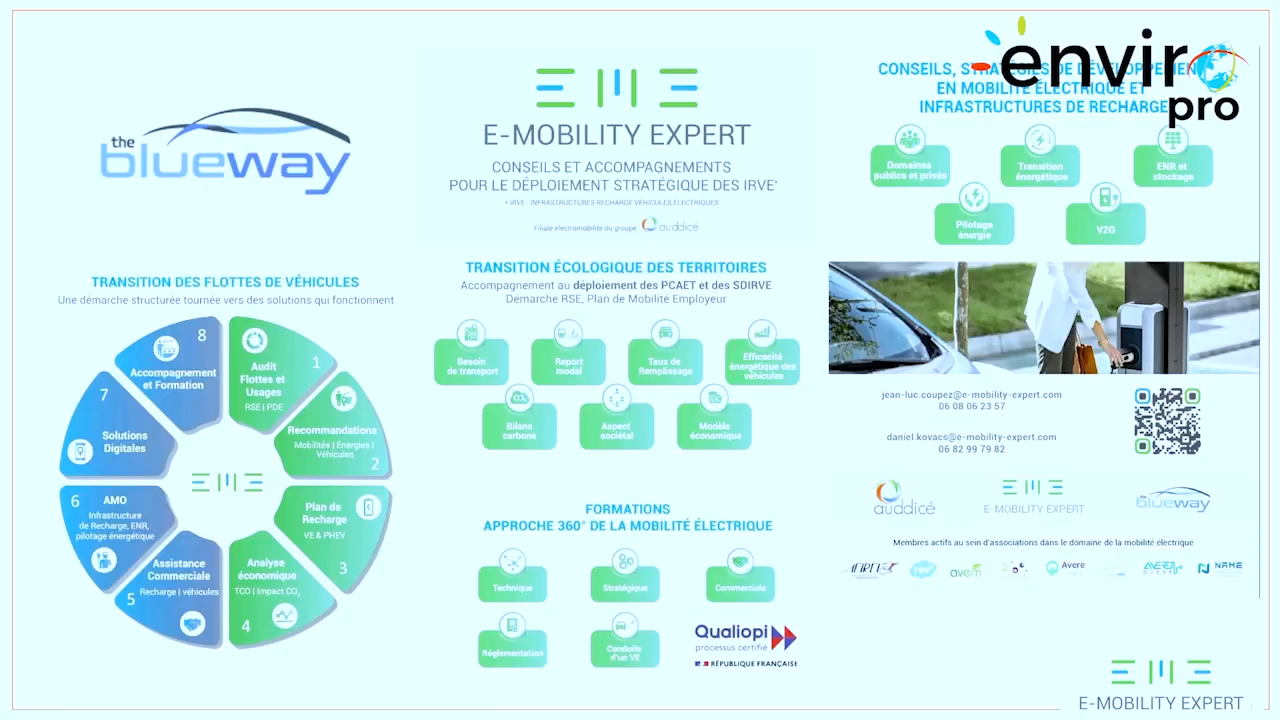 the
blueway
TRANSITION DES FLOTTES DE VÉHICULES
Une démarche structurée tournée vers des solutions qui fonctionnent
1
Audit
Flottes et
Usages
RSE | PDE
Recommandations
Mobilités | Énergies |
Véhicules
2
Plan de
Recharge
VE & PHEV
3
Analyse
économique
TCO | Impact CO₂
4
Assistance
Commerciale
Recharge | véhicules
5
6
AMO
Infrastructure
de Recharge, ENR,
pilotage énergétique
7
Solutions
Digitales
8
Accompagnement
et Formation
E-MOBILITY EXPERT
CONSEILS ET ACCOMPAGNEMENTS
POUR LE DÉPLOIEMENT STRATÉGIQUE DES IRVE*
* IRVE : INFRASTRUCTURES RECHARGE VÉHICULES ÉLECTRIQUES
Filiale électromobilité du groupe auddicé
TRANSITION ÉCOLOGIQUE DES TERRITOIRES
Accompagnement au déploiement des PCAET et des SDIRVE
Démarche RSE, Plan de Mobilité Employeur
Besoin
de transport
Report
modal
Taux de
Remplissage
Efficacité
énergétique des
véhicules
Bilans
carbone
Aspect
sociétal
Modèle
économique
FORMATIONS
APPROCHE 360° DE LA MOBILITÉ ÉLECTRIQUE
Technique
Stratégique
Commerciale
Réglementation
Conduite
d'un VE
Qualiopi
processus certifié
RÉPUBLIQUE FRANÇAISE
enviro
pro
CONSEILS, STRATÉGIES DE DÉVELOPPEMENT
EN MOBILITÉ ÉLECTRIQUE ET
INFRASTRUCTURES DE RECHARGE
Domaines
publics et privés
Transition
énergétique
ENR et
stockage
Pilotage
énergie
V2G
jean-luc.coupez@e-mobility-expert.com
06 08 06 23 57
daniel.kovacs@e-mobility-expert.com
06 82 99 79 82
auddicé
E-MOBILITY EXPERT
the
blueway
Membres actifs au sein d'associations dans le domaine de la mobilité électrique
avem
Avere
NAME
E-MOBILITY EXPERT